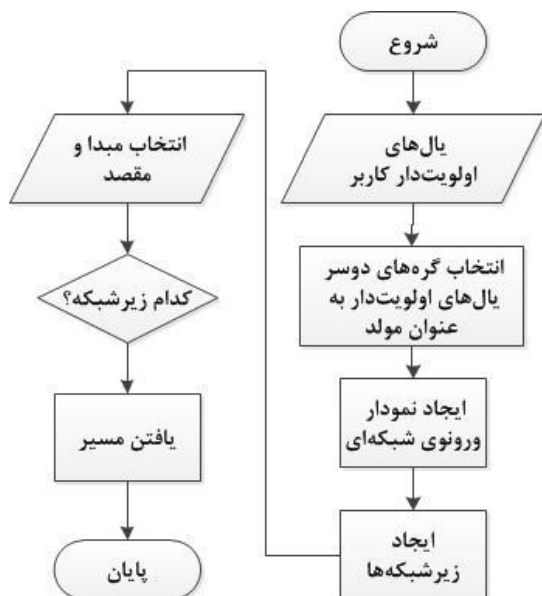 شروع
یال‌های
اولویت‌دار کاربر
انتخاب گره‌های دوسر
یال‌های اولویت‌دار به
عنوان مولد
ایجاد نمودار
ورونوی شبکه‌ای
ایجاد
زیرشبکه‌ها
انتخاب مبدا و
مقصد
کدام زیرشبکه؟
یافتن مسیر
پایان